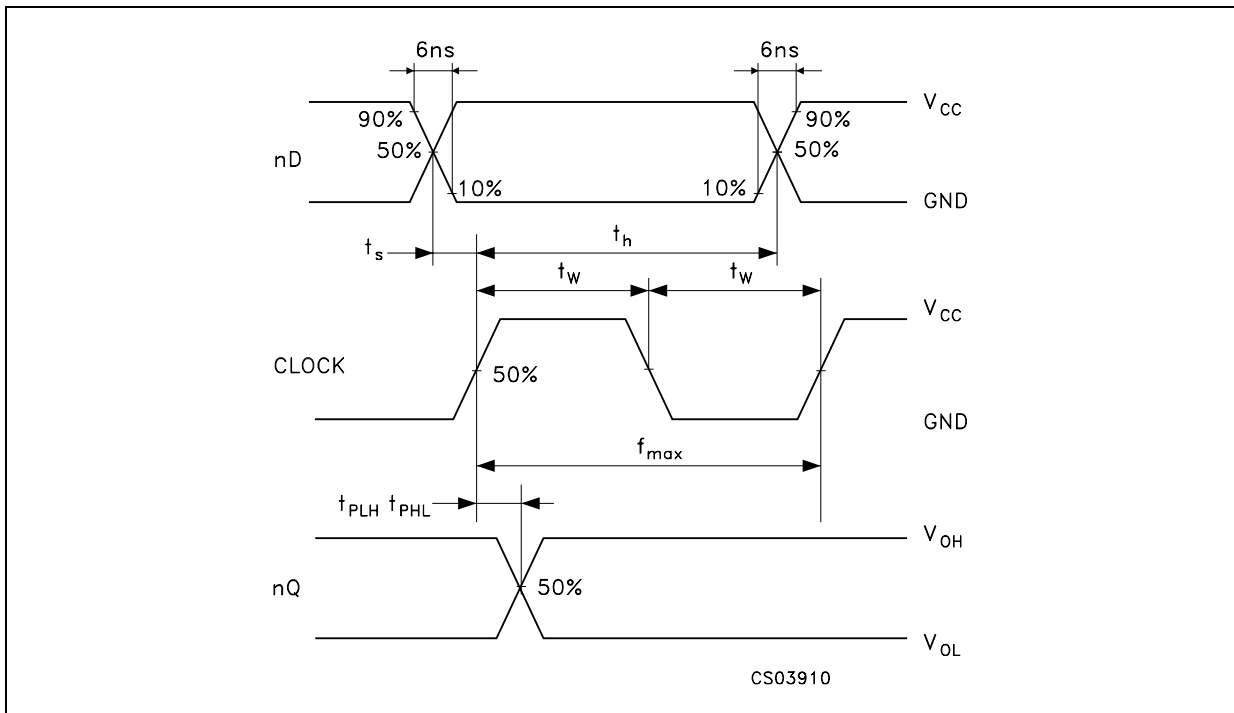 6ns 6ns
V_CC
90% 90%
nD 50% 50%
10% 10%
GND
t_s t_h
t_W t_W
V_CC
CLOCK 50%
GND
f_max
t_PLH t_PHL
V_OH
nQ 50%
V_OL
CS03910